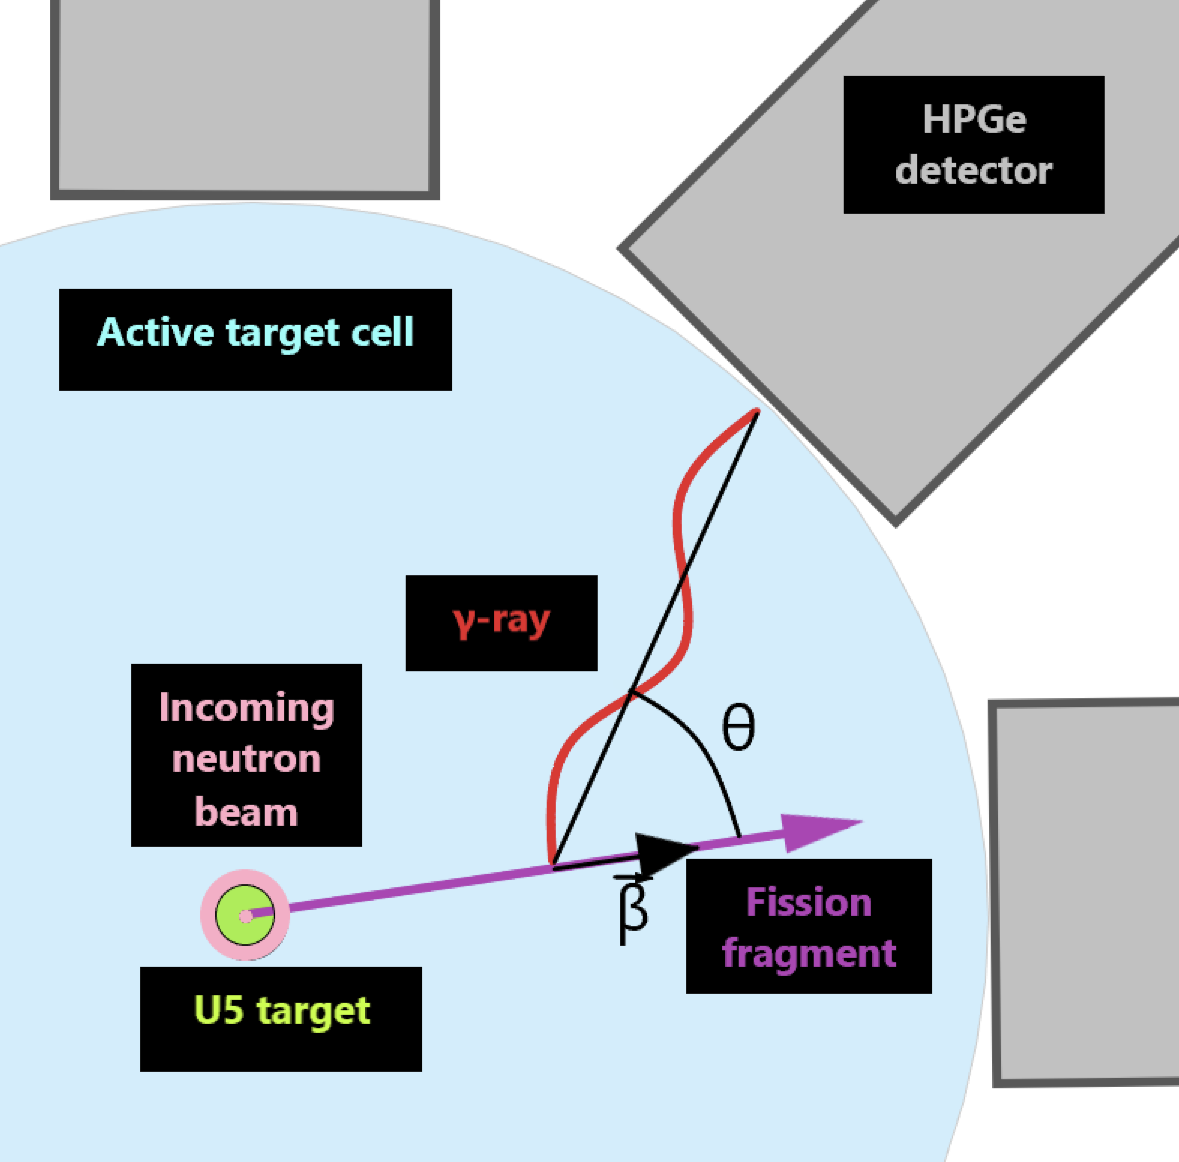 HPGe
detector
Active target cell
γ-ray
Incoming
neutron
beam
θ
β⃗
Fission
fragment
U5 target